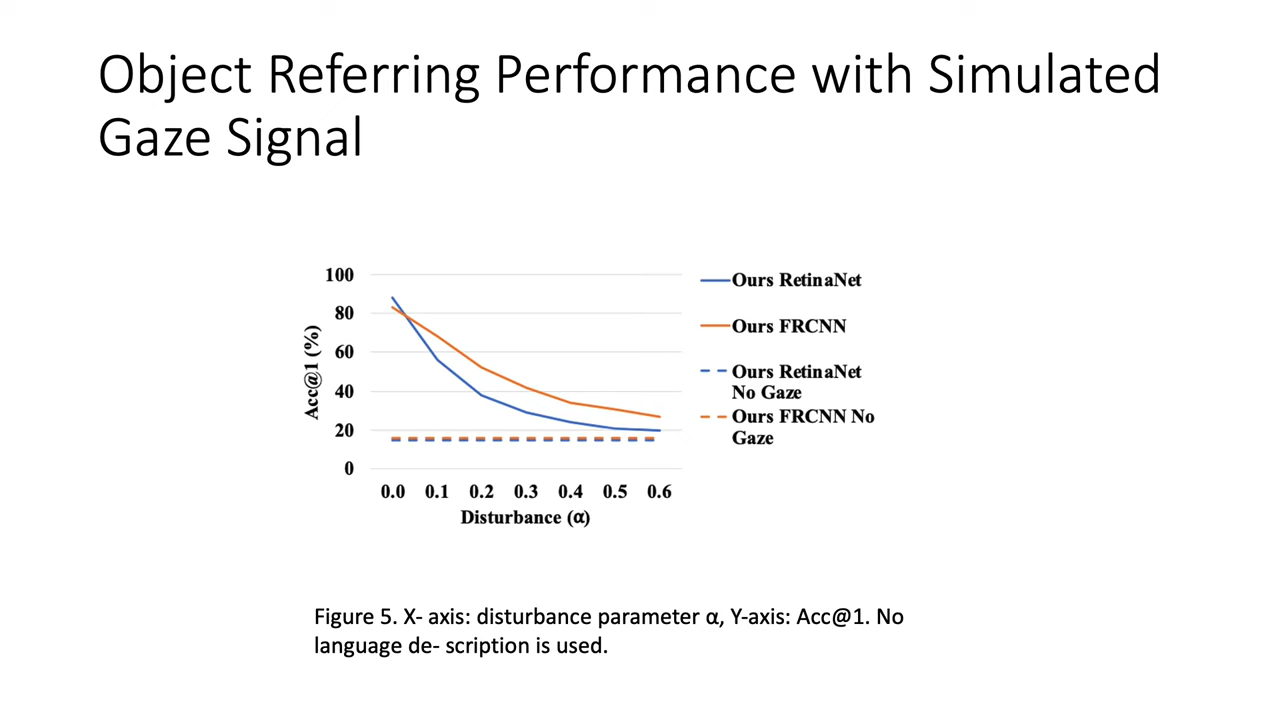 Object Referring Performance with Simulated
Gaze Signal
100
80
60
40
20
0
Acc@1 (%)
0.0 0.1 0.2 0.3 0.4 0.5 0.6
Disturbance (α)
Ours RetinaNet
Ours FRCNN
Ours RetinaNet
No Gaze
Ours FRCNN No
Gaze
Figure 5. X- axis: disturbance parameter α, Y-axis: Acc@1. No
language de- scription is used.